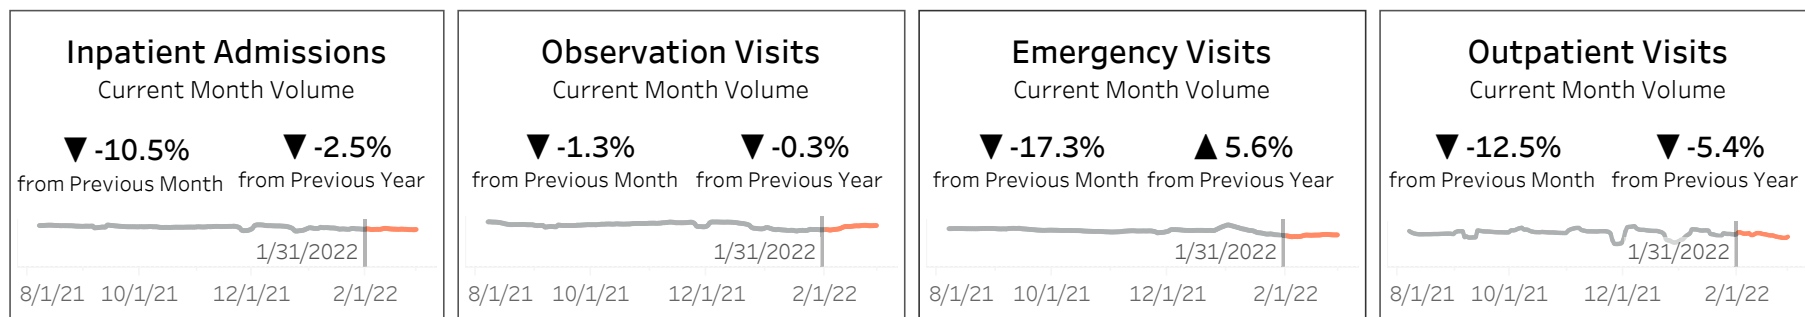 Inpatient Admissions
Current Month Volume
▼ -10.5%
from Previous Month
▼ -2.5%
from Previous Year
1/31/2022
8/1/21 10/1/21 12/1/21 2/1/22
Observation Visits
Current Month Volume
▼ -1.3%
from Previous Month
▼ -0.3%
from Previous Year
1/31/2022
8/1/21 10/1/21 12/1/21 2/1/22
Emergency Visits
Current Month Volume
▼ -17.3%
from Previous Month
▲ 5.6%
from Previous Year
1/31/2022
8/1/21 10/1/21 12/1/21 2/1/22
Outpatient Visits
Current Month Volume
▼ -12.5%
from Previous Month
▼ -5.4%
from Previous Year
1/31/2022
8/1/21 10/1/21 12/1/21 2/1/22